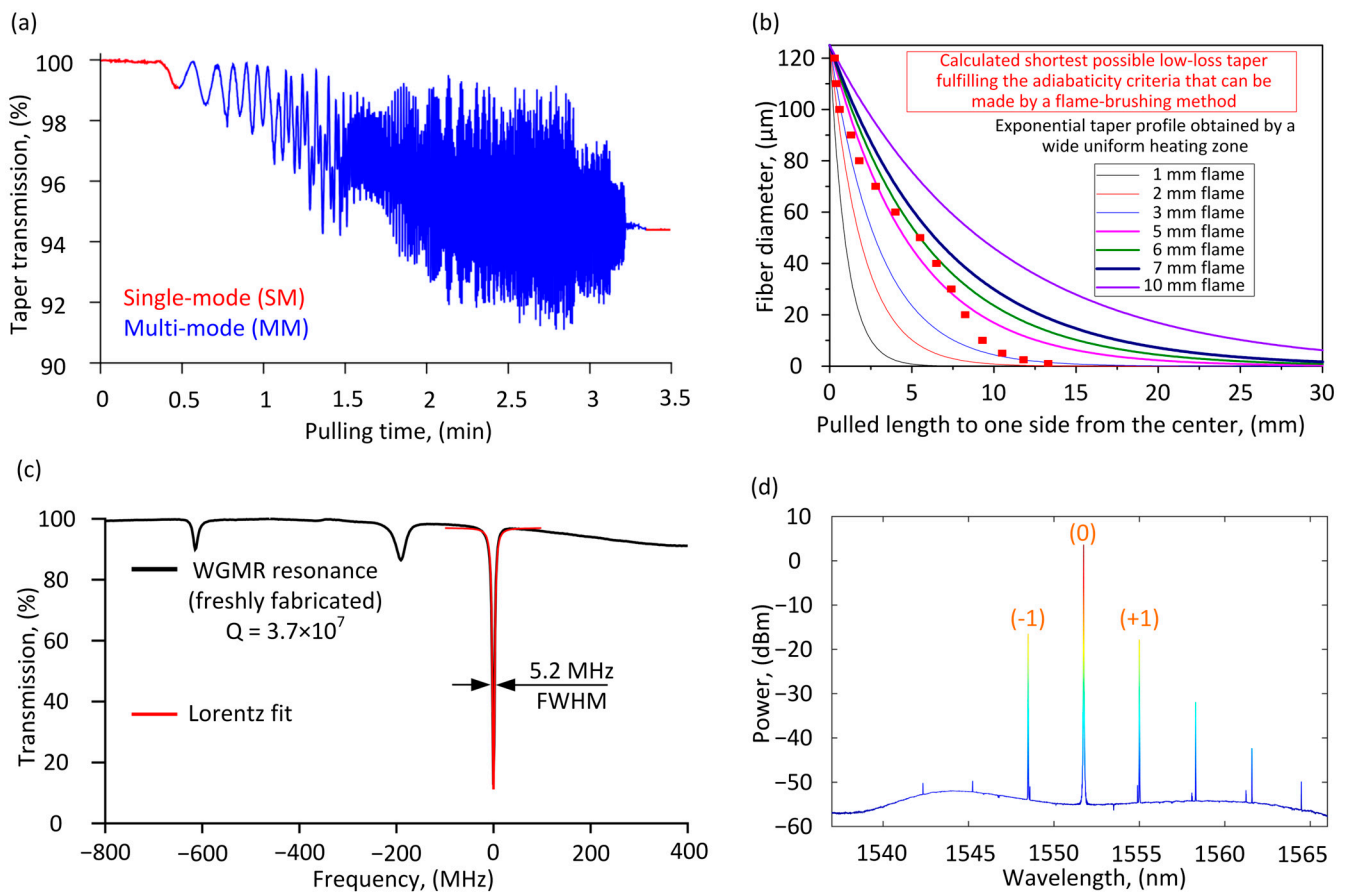 (a)
100
98
96
94
92
90
Taper transmission, (%)
Single-mode (SM)
Multi-mode (MM)
0
0.5
1
1.5
2
2.5
3
3.5
Pulling time, (min)
(b)
120
100
80
60
40
20
0
Fiber diameter, (μm)
Calculated shortest possible low-loss taper
fulfilling the adiabaticity criteria that can be
made by a flame-brushing method
Exponential taper profile obtained by a
wide uniform heating zone
1 mm flame
2 mm flame
3 mm flame
5 mm flame
6 mm flame
7 mm flame
10 mm flame
0
5
10
15
20
25
30
Pulled length to one side from the center, (mm)
(c)
100
80
60
40
20
0
Transmission, (%)
WGMR resonance
(freshly fabricated)
Q = 3.7×10⁷
Lorentz fit
5.2 MHz
FWHM
−800
−600
−400
−200
0
200
400
Frequency, (MHz)
(d)
10
0
−10
−20
−30
−40
−50
−60
Power, (dBm)
(−1)
(0)
(+1)
1540
1545
1550
1555
1560
1565
Wavelength, (nm)